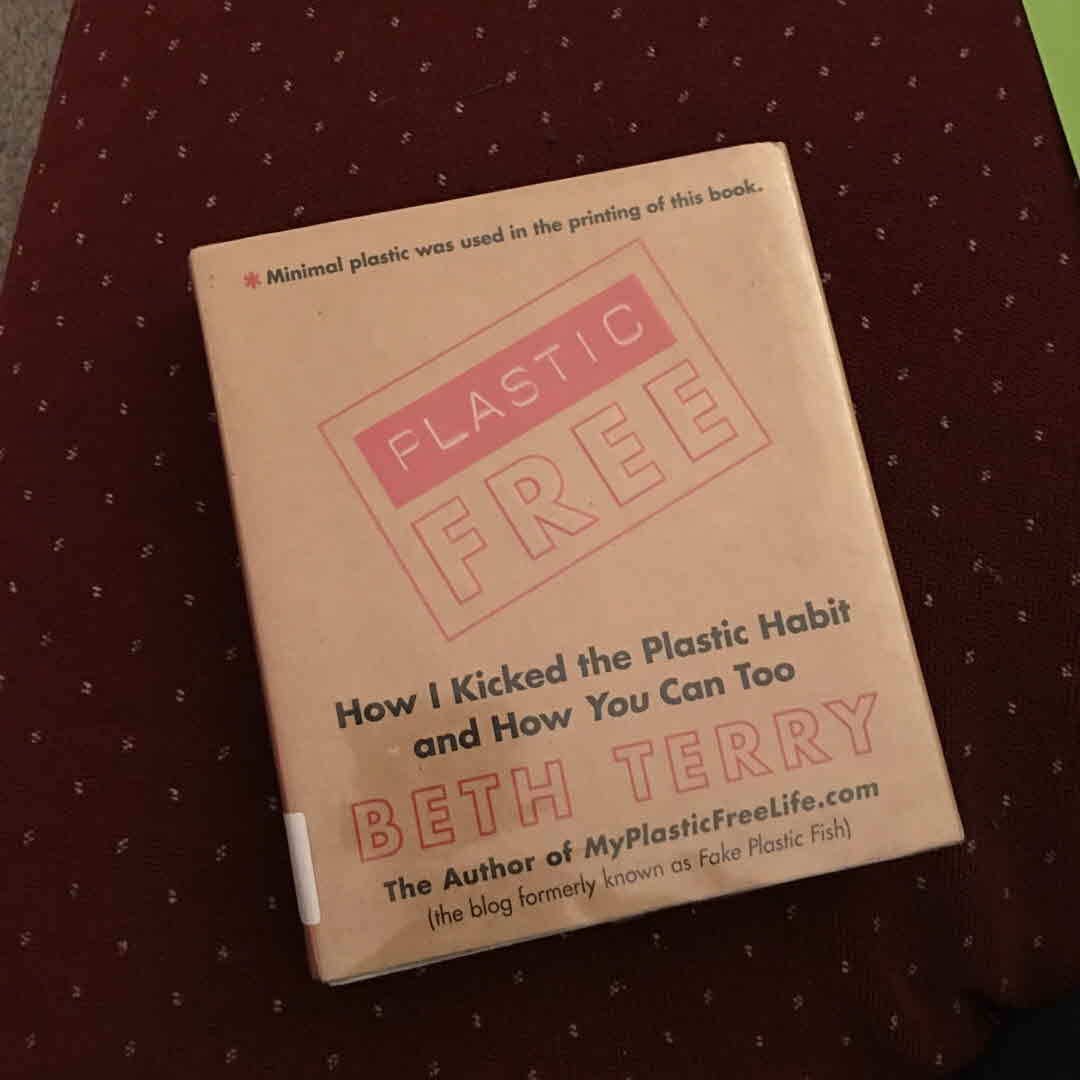 * Minimal plastic was used in the printing of this book.
PLASTIC
FREE
How I Kicked the Plastic Habit
and How You Can Too
BETH TERRY
The Author of MyPlasticFreeLife.com
(the blog formerly known as Fake Plastic Fish)